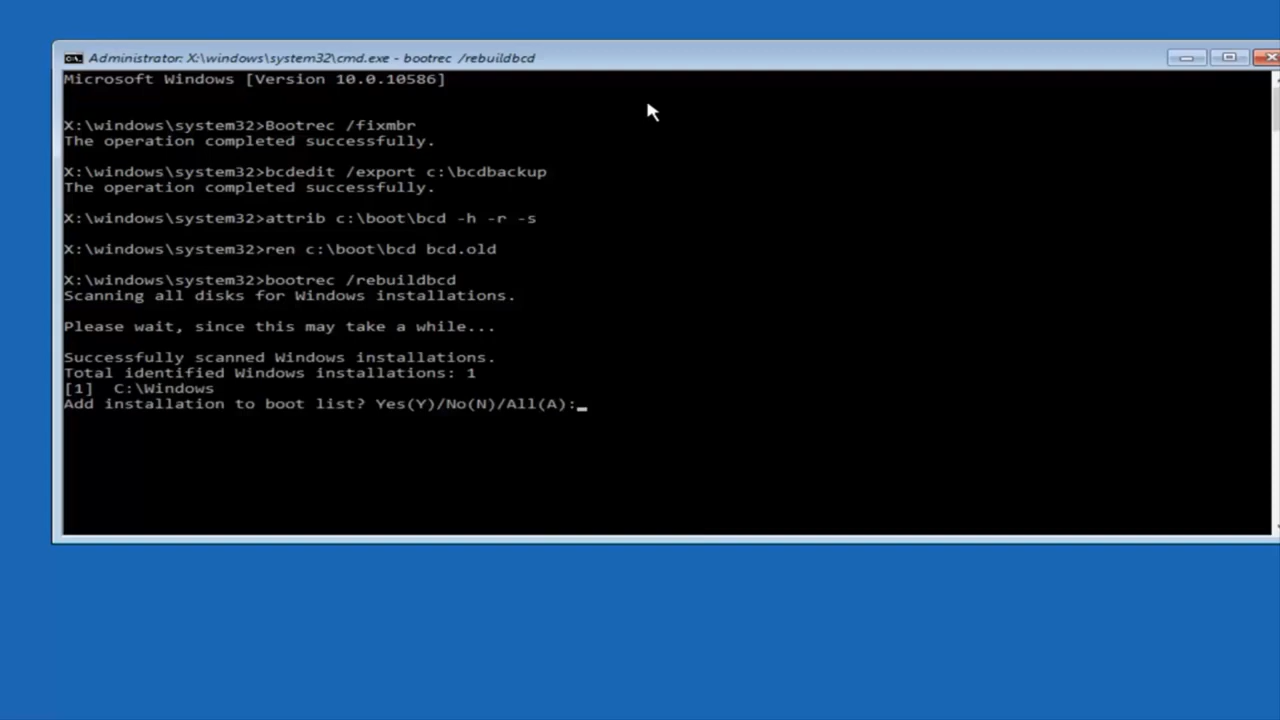 Administrator: X:\windows\system32\cmd.exe - bootrec /rebuildbcd
Microsoft Windows [Version 10.0.10586]
X:\windows\system32>Bootrec /fixmbr
The operation completed successfully.
X:\windows\system32>bcdedit /export c:\bcdbackup
The operation completed successfully.
X:\windows\system32>attrib c:\boot\bcd -h -r -s
X:\windows\system32>ren c:\boot\bcd bcd.old
X:\windows\system32>bootrec /rebuildbcd
Scanning all disks for Windows installations.
Please wait, since this may take a while...
Successfully scanned Windows installations.
Total identified Windows installations: 1
[1]  C:\Windows
Add installation to boot list? Yes(Y)/No(N)/All(A):